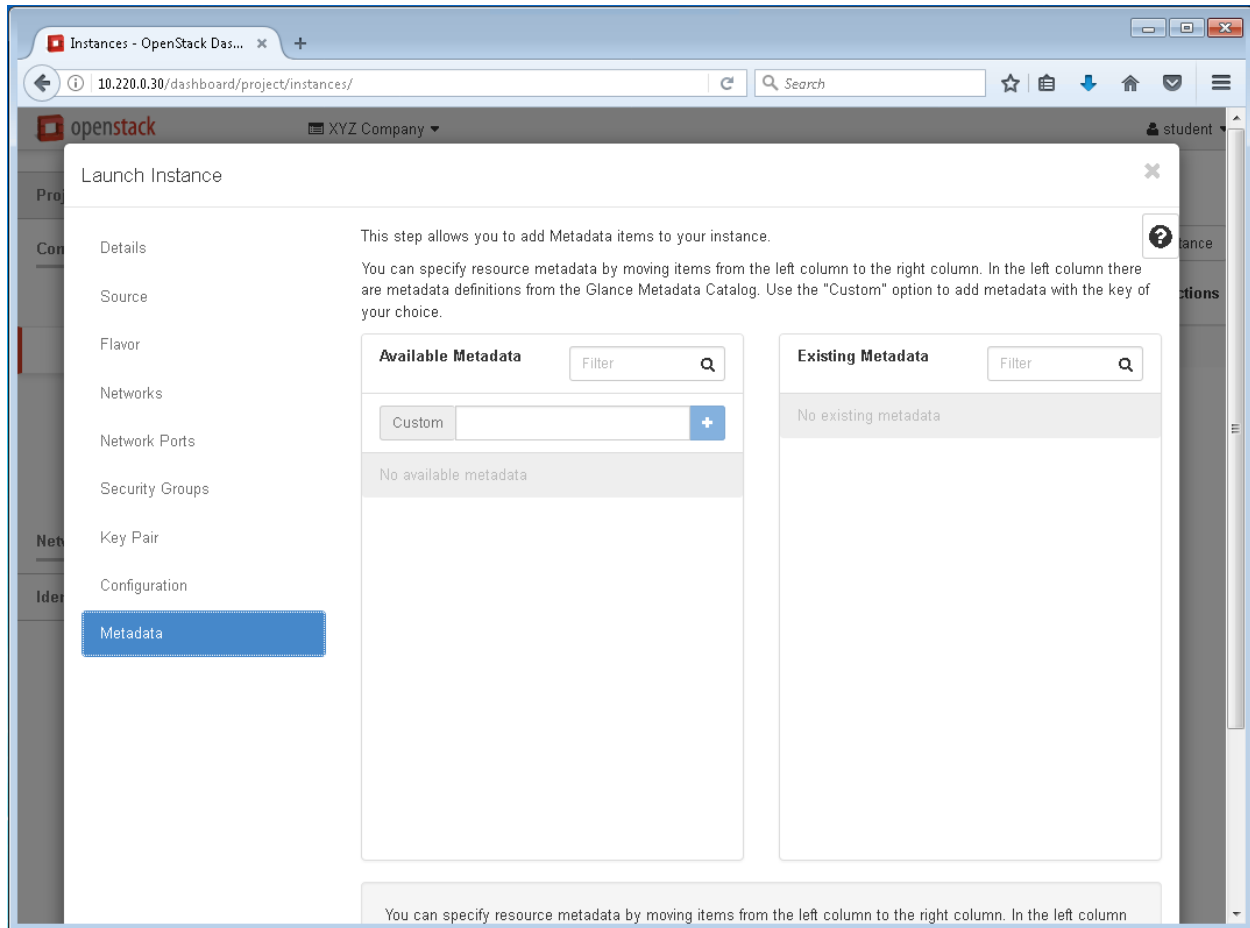 Instances - OpenStack Das...
10.220.0.30/dashboard/project/instances/
Search
openstack
XYZ Company
student
Launch Instance
Proj
Con
tance
ctions
Netw
Iden
Details
Source
Flavor
Networks
Network Ports
Security Groups
Key Pair
Configuration
Metadata
This step allows you to add Metadata items to your instance.
You can specify resource metadata by moving items from the left column to the right column. In the left column there
are metadata definitions from the Glance Metadata Catalog. Use the "Custom" option to add metadata with the key of
your choice.
Available Metadata
Filter
Custom
No available metadata
Existing Metadata
Filter
No existing metadata
You can specify resource metadata by moving items from the left column to the right column. In the left column